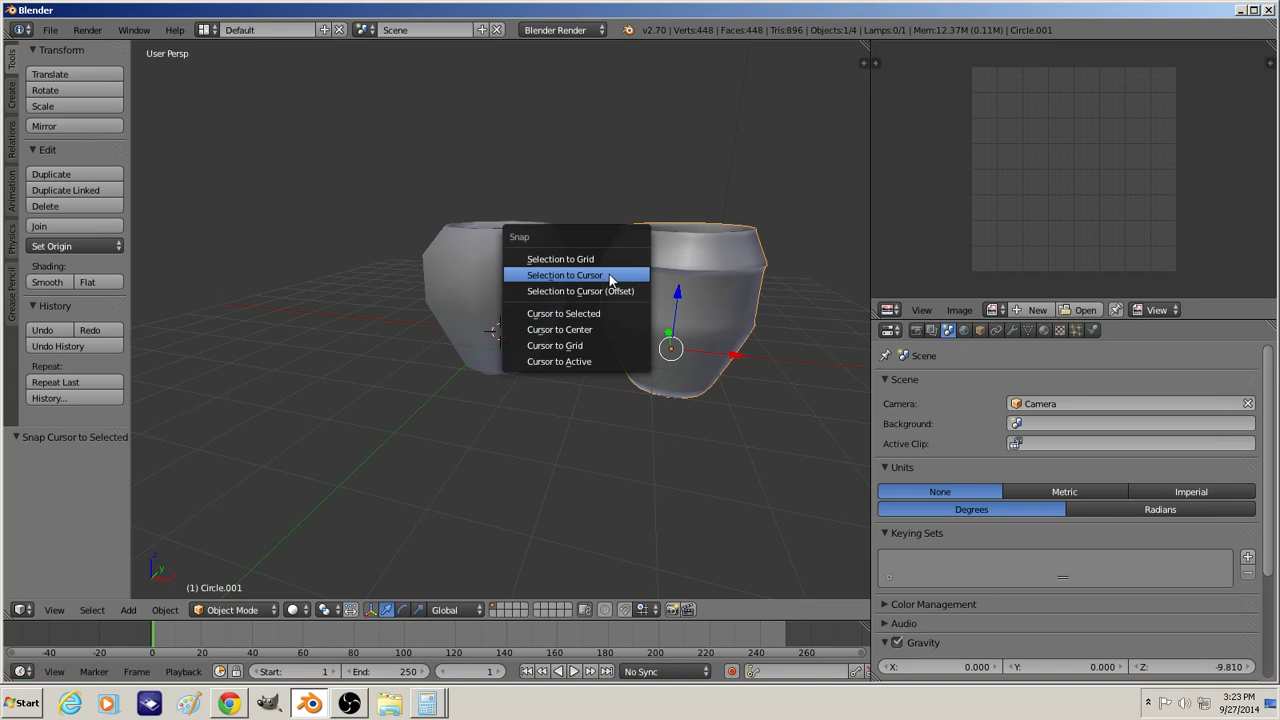 Blender
File Render Window Help Default Scene Blender Render v2.70 | Verts:448 | Faces:448 | Tris:896 | Objects:1/4 | Lamps:0/1 | Mem:12.37M (0.11M) | Circle.001
Tools
Create
Relations
Animation
Physics
Grease Pencil
Transform
Translate
Rotate
Scale
Mirror
Edit
Duplicate
Duplicate Linked
Delete
Join
Set Origin
Shading:
Smooth Flat
History
Undo Redo
Undo History
Repeat:
Repeat Last
History...
Snap Cursor to Selected
User Persp
Snap
Selection to Grid
Selection to Cursor
Selection to Cursor (Offset)
Cursor to Selected
Cursor to Center
Cursor to Grid
Cursor to Active
z
y
x
(1) Circle.001
View Select Add Object Object Mode Global
-40 -20 0 20 40 60 80 100 120 140 160 180 200 220 240 260
View Marker Frame Playback Start: 1 End: 250 1 No Sync
View Image New Open View
Scene
Scene
Camera: Camera
Background:
Active Clip:
Units
None Metric Imperial
Degrees Radians
Keying Sets
Color Management
Audio
Gravity
X: 0.000 Y: 0.000 Z: -9.810
Start
3:23 PM
9/27/2014